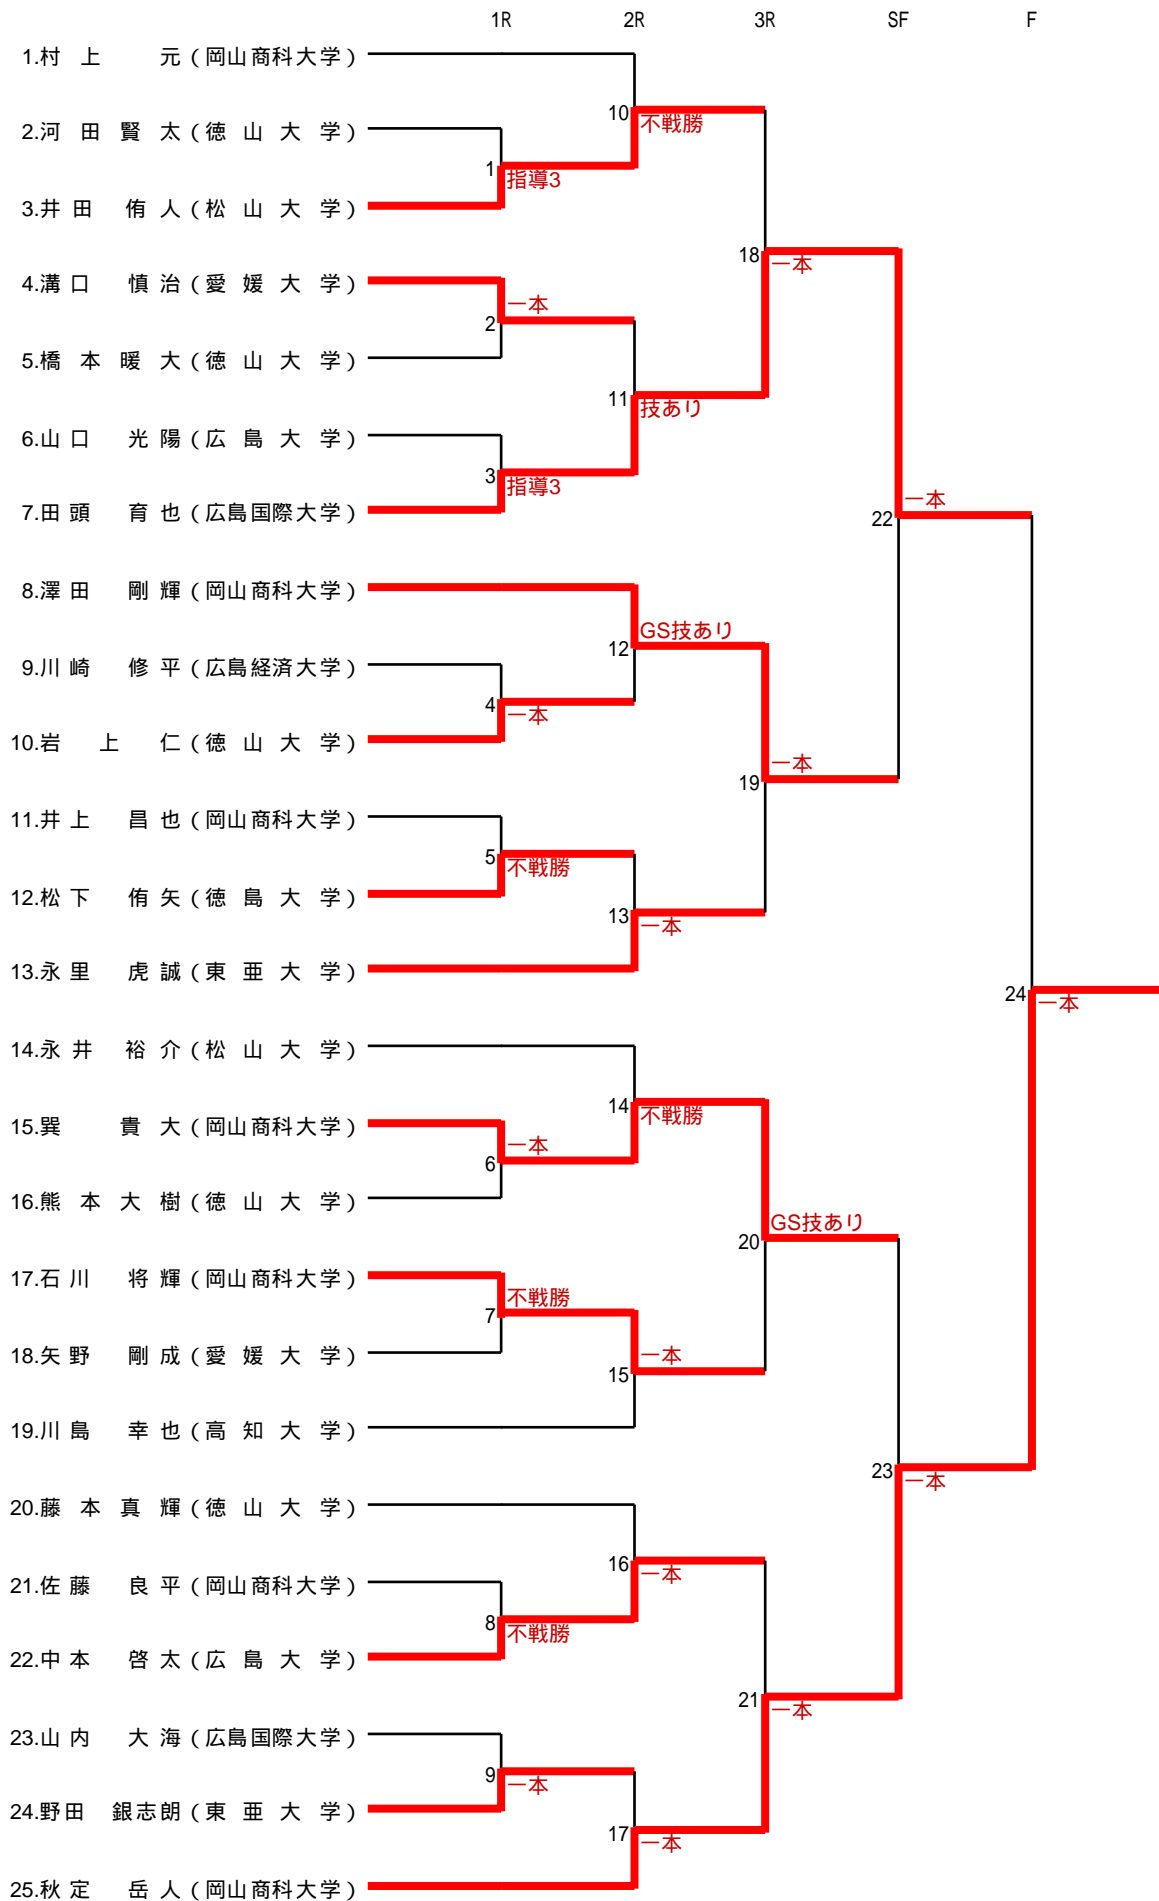 1R 2R 3R SF F
1.村上 元(岡山商科大学)
10
不戦勝
2.河田賢太(徳山大学)
1
指導3
3.井田 侑人(松山大学)
18
一本
4.溝口 慎治(愛媛大学)
一本
2
5.橋本暖大(徳山大学)
11
技あり
6.山口 光陽(広島大学)
3
指導3
7.田頭 育也(広島国際大学)
一本
22
8.澤田 剛輝(岡山商科大学)
GS技あり
12
9.川崎 修平(広島経済大学)
4
一本
10.岩上仁(徳山大学)
一本
19
11.井上 昌也(岡山商科大学)
5
不戦勝
12.松下 侑矢(徳島大学)
13
一本
13.永里 虎誠(東亜大学)
24
一本
14.永井 裕介(松山大学)
14
不戦勝
15.巽 貴大(岡山商科大学)
一本
6
16.熊本大樹(徳山大学)
GS技あり
20
17.石川 将輝(岡山商科大学)
不戦勝
7
18.矢野 剛成(愛媛大学)
一本
15
19.川島 幸也(高知大学)
23
一本
20.藤本真輝(徳山大学)
16
一本
21.佐藤 良平(岡山商科大学)
8
不戦勝
22.中本 啓太(広島大学)
21
一本
23.山内 大海(広島国際大学)
9
一本
24.野田 銀志朗(東亜大学)
17
一本
25.秋定 岳人(岡山商科大学)